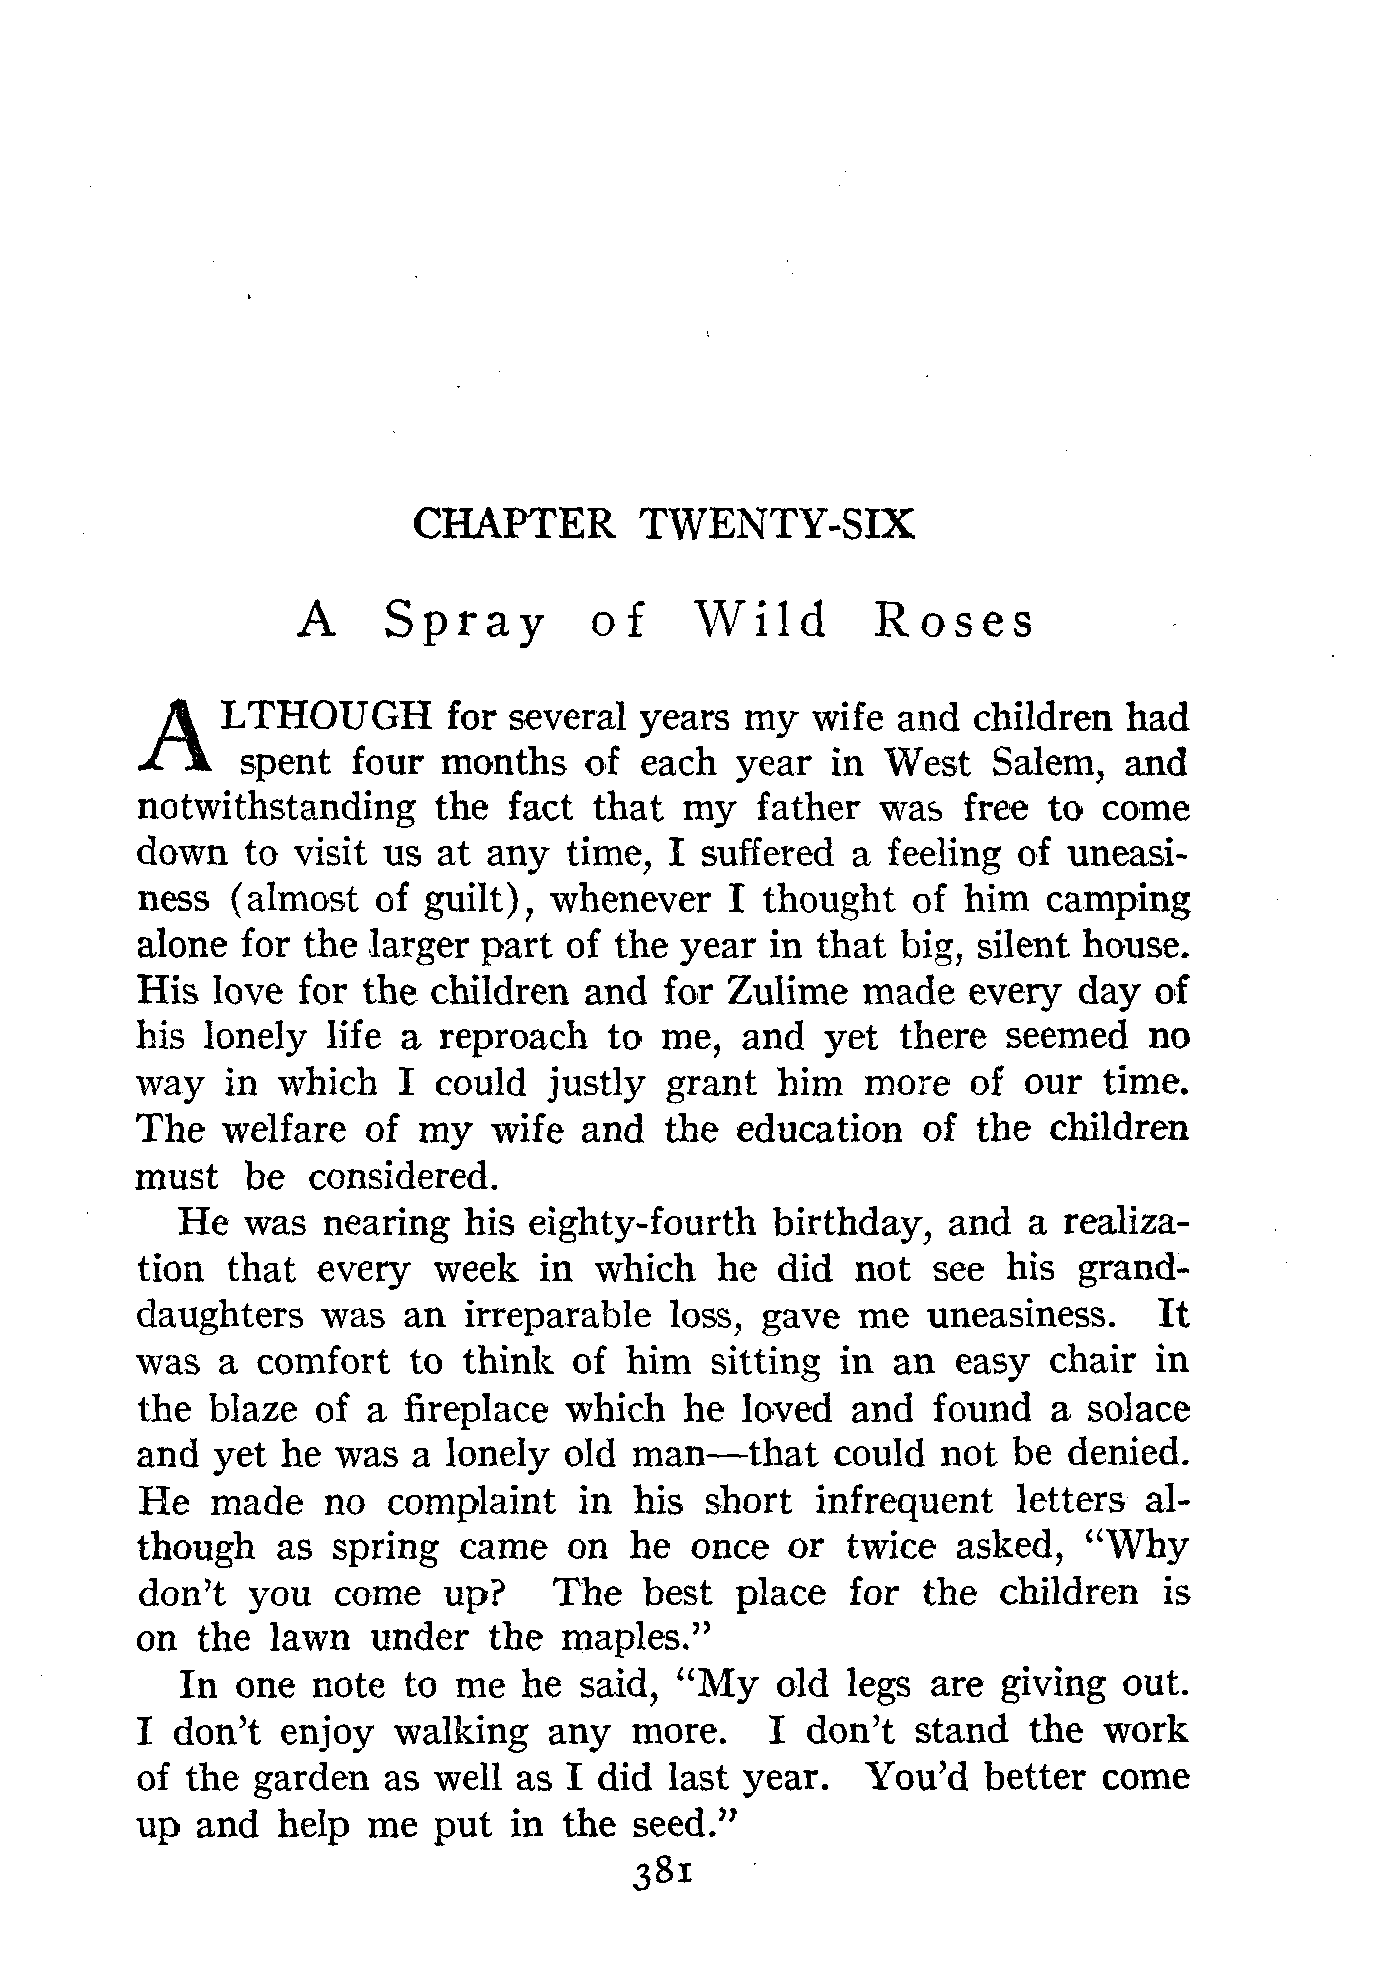 CHAPTER TWENTY-SIX
A Spray of Wild Roses
ALTHOUGH for several years my wife and children had
spent four months of each year in West Salem, and
notwithstanding the fact that my father was free to come
down to visit us at any time, I suffered a feeling of uneasi-
ness (almost of guilt), whenever I thought of him camping
alone for the larger part of the year in that big, silent house.
His love for the children and for Zulime made every day of
his lonely life a reproach to me, and yet there seemed no
way in which I could justly grant him more of our time.
The welfare of my wife and the education of the children
must be considered.
He was nearing his eighty-fourth birthday, and a realiza-
tion that every week in which he did not see his grand-
daughters was an irreparable loss, gave me uneasiness. It
was a comfort to think of him sitting in an easy chair in
the blaze of a fireplace which he loved and found a solace
and yet he was a lonely old man—that could not be denied.
He made no complaint in his short infrequent letters al-
though as spring came on he once or twice asked, “Why
don’t you come up? The best place for the children is
on the lawn under the maples.”
In one note to me he said, “My old legs are giving out.
I don’t enjoy walking any more. I don’t stand the work
of the garden as well as I did last year. You’d better come
up and help me put in the seed.”
381